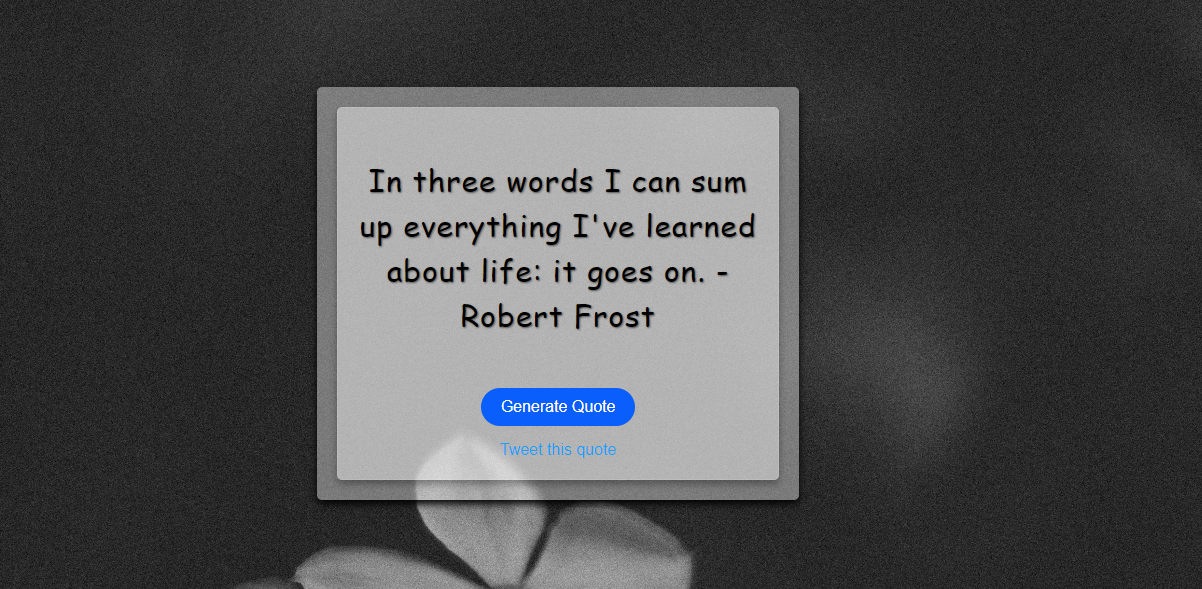 In three words I can sum
up everything I've learned
about life: it goes on. -
Robert Frost
Generate Quote
Tweet this quote